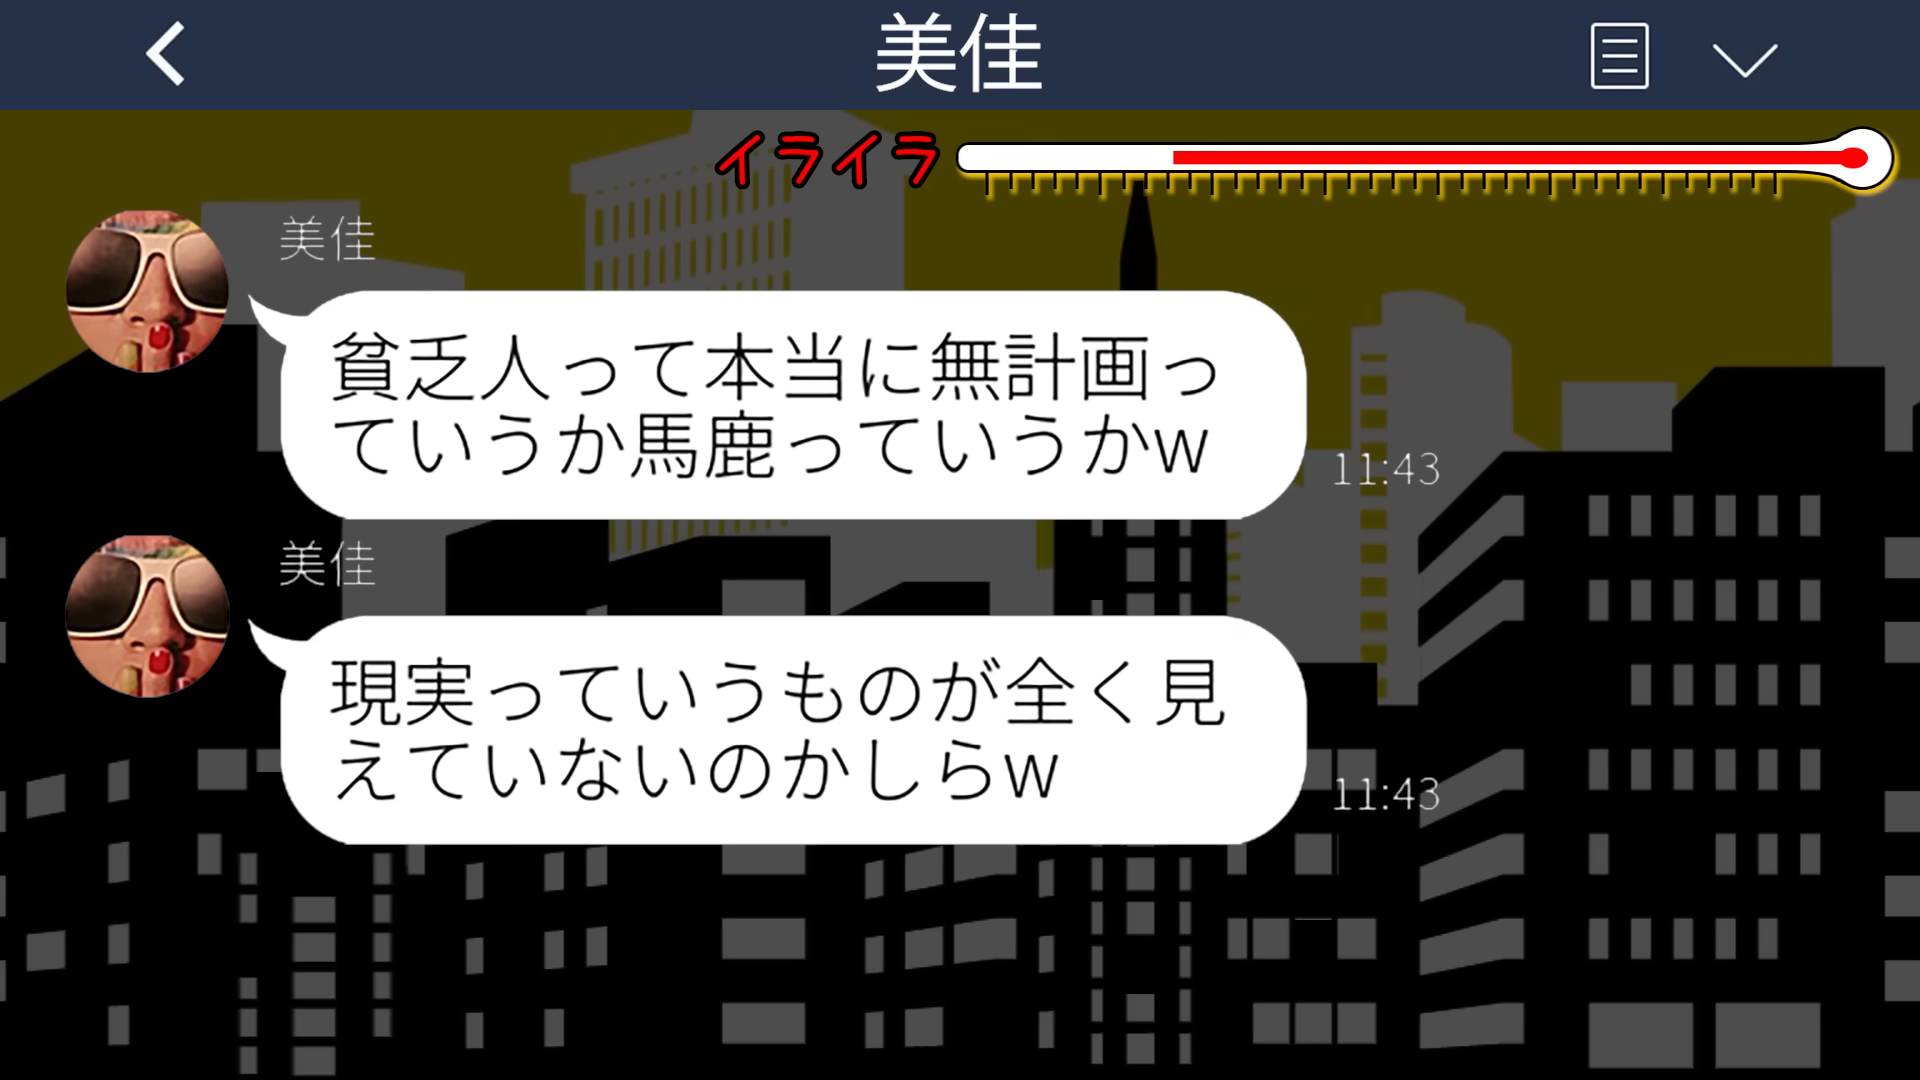 美佳
イライラ
美佳
貧乏人って本当に無計画っ
ていうか馬鹿っていうかw
11:43
美佳
現実っていうものが全く見
えていないのかしらw
11:43